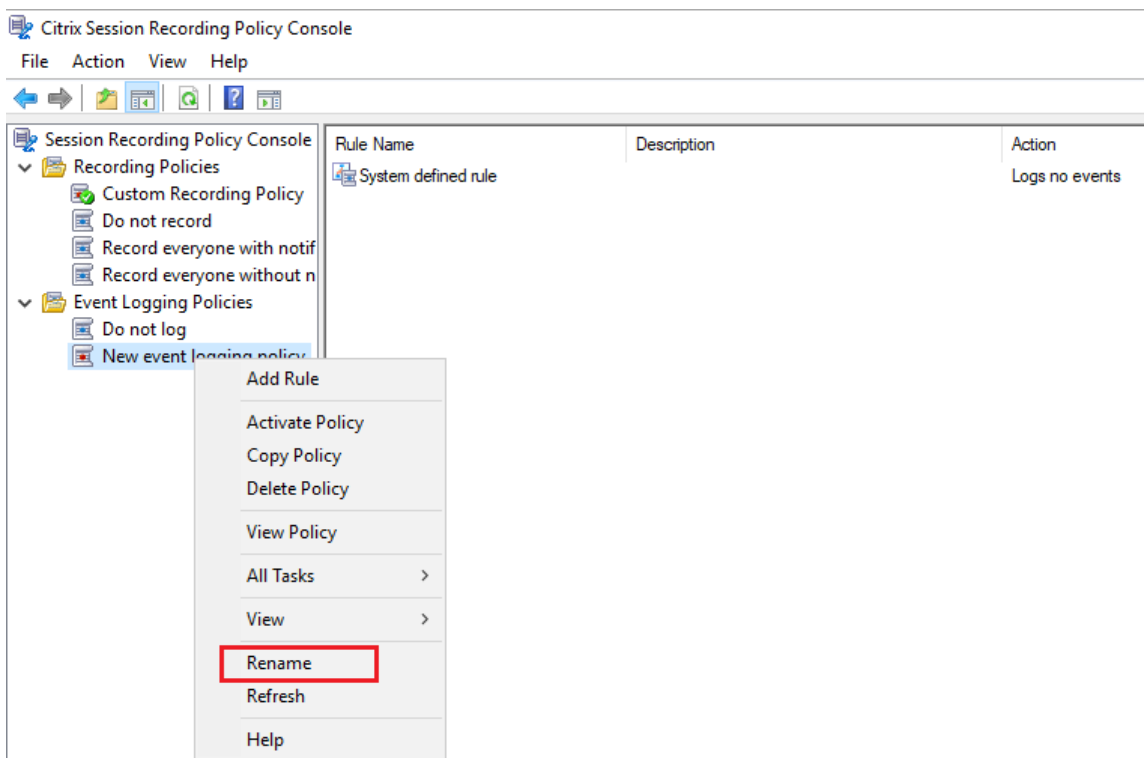 Citrix Session Recording Policy Console
File Action View Help
Session Recording Policy Console
Rule Name Description Action
Recording Policies
System defined rule Logs no events
Custom Recording Policy
Do not record
Record everyone with notif
Record everyone without n
Event Logging Policies
Do not log
New event logging policy
Add Rule
Activate Policy
Copy Policy
Delete Policy
View Policy
All Tasks
View
Rename
Refresh
Help